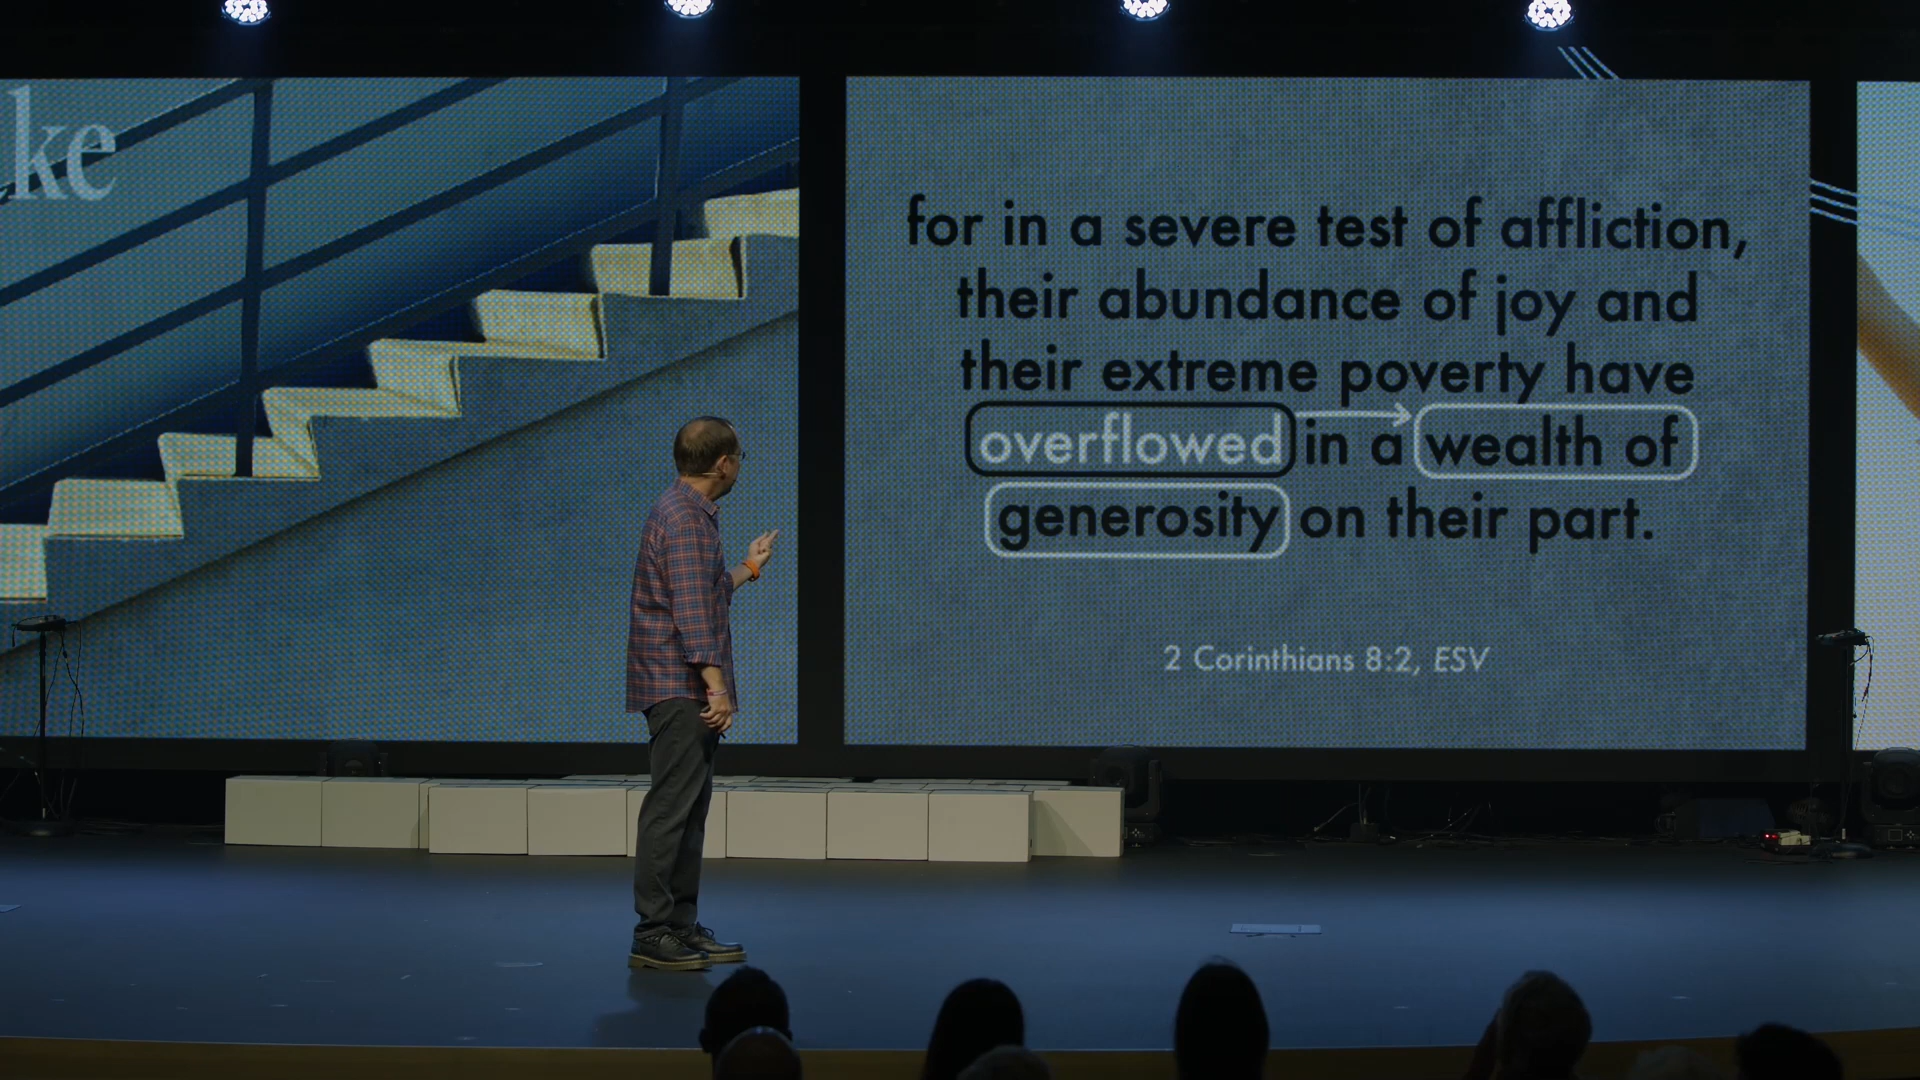 ke
for in a severe test of affliction,
their abundance of joy and
their extreme poverty have
overflowed in a wealth of
generosity on their part.
2 Corinthians 8:2, ESV